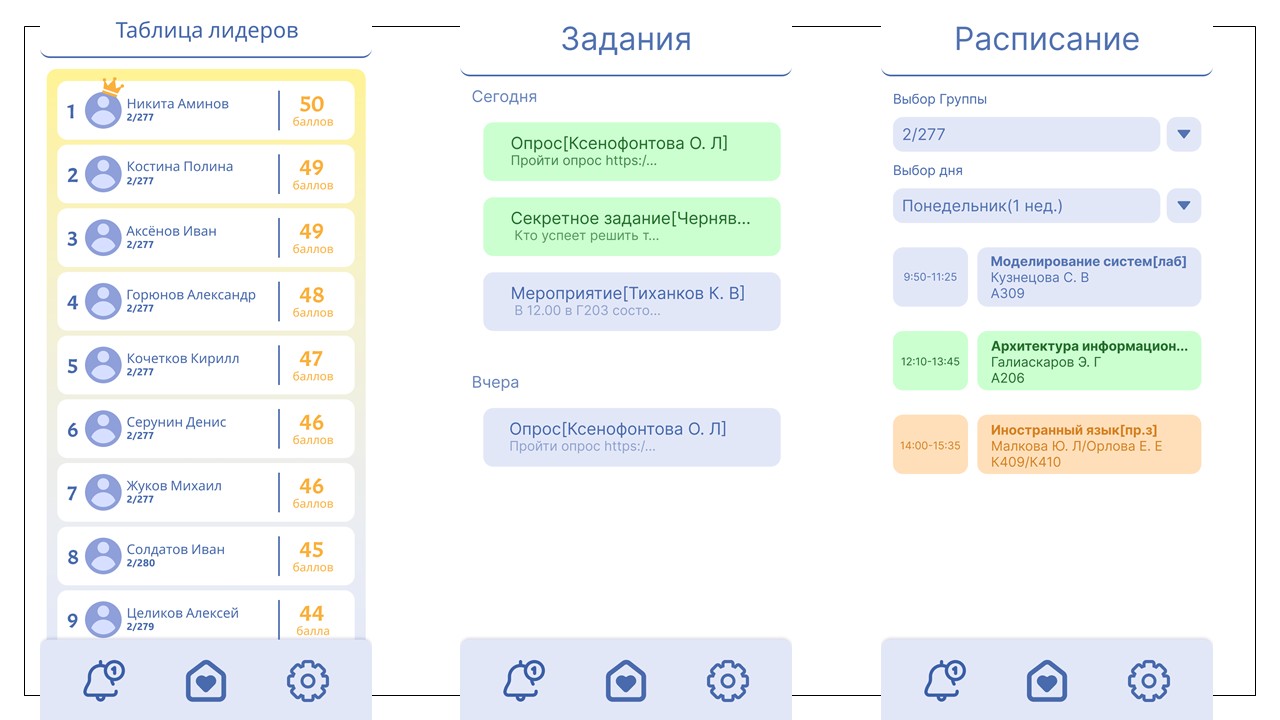 Таблица лидеров
1
Никита Аминов
2/277
50
баллов
2
Костина Полина
2/277
49
баллов
3
Аксёнов Иван
2/277
49
баллов
4
Горюнов Александр
2/277
48
баллов
5
Кочетков Кирилл
2/277
47
баллов
6
Серунин Денис
2/277
46
баллов
7
Жуков Михаил
2/277
46
баллов
8
Солдатов Иван
2/280
45
баллов
9
Целиков Алексей
2/279
44
балла
1
Задания
Сегодня
Опрос[Ксенофонтова О. Л]
Пройти опрос https:/...
Секретное задание[Черняв...
Кто успеет решить т...
Мероприятие[Тиханков К. В]
В 12.00 в Г203 состо...
Вчера
Опрос[Ксенофонтова О. Л]
Пройти опрос https:/...
1
Расписание
Выбор Группы
2/277
Выбор дня
Понедельник(1 нед.)
9:50-11:25
Моделирование систем[лаб]
Кузнецова С. В
А309
12:10-13:45
Архитектура информацион...
Галиаскаров Э. Г
А206
14:00-15:35
Иностранный язык[пр.з]
Малкова Ю. Л/Орлова Е. Е
К409/К410
1